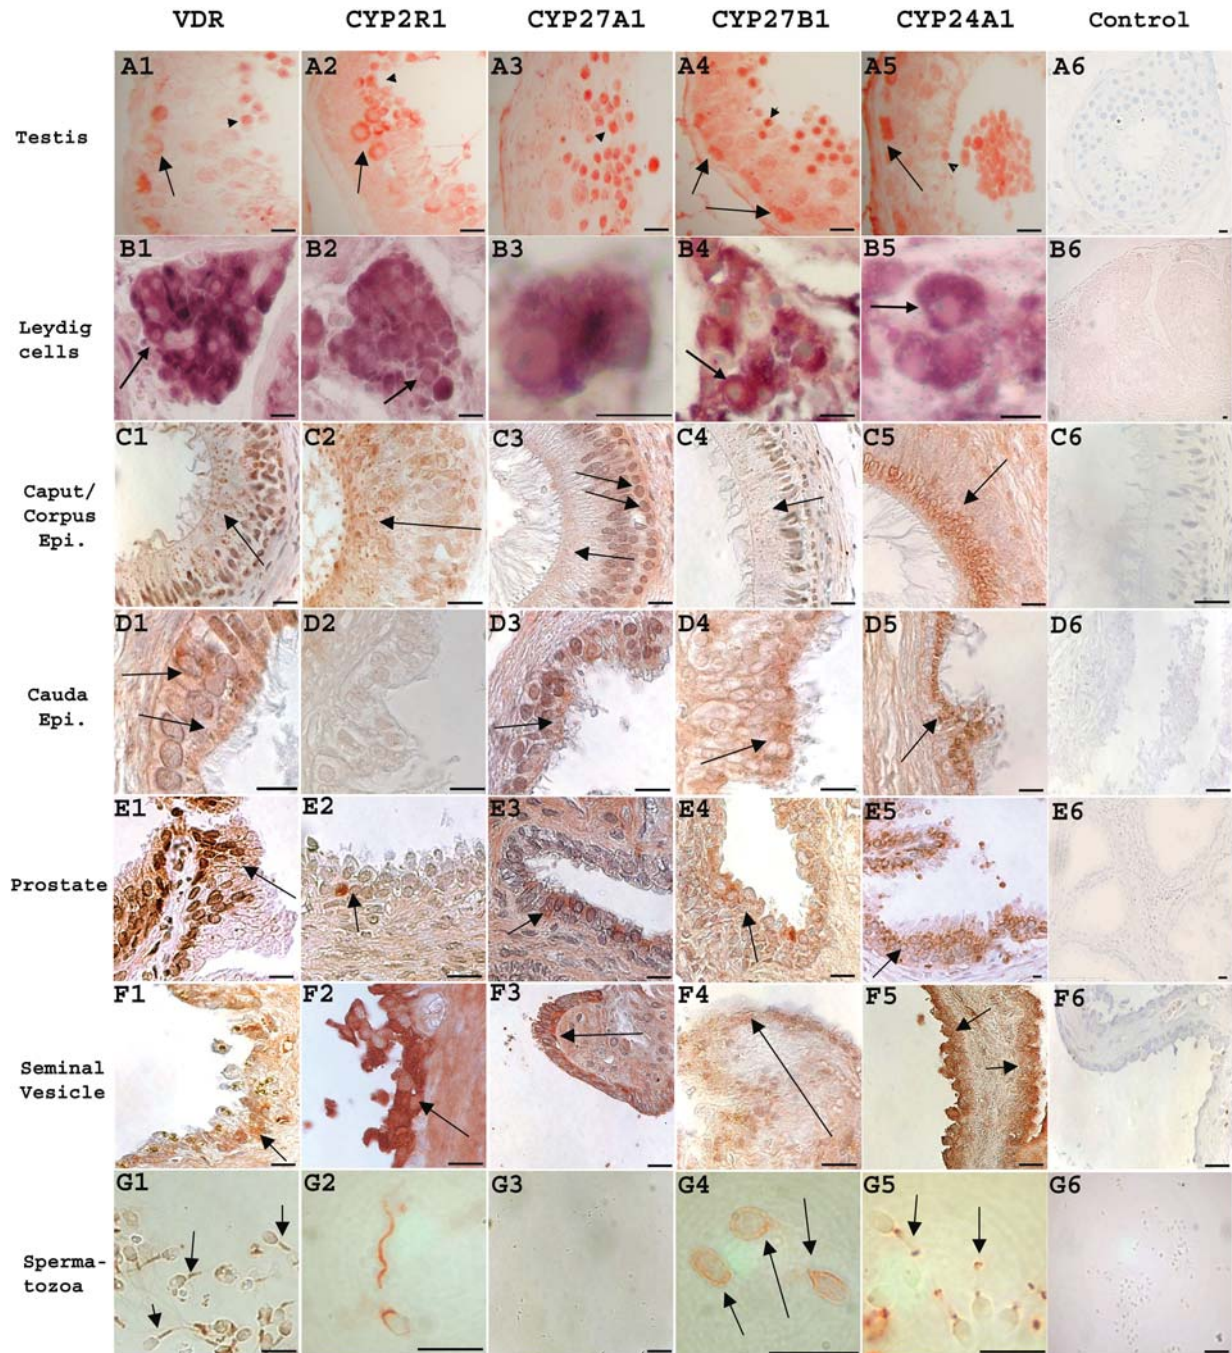 VDR CYP2R1 CYP27A1 CYP27B1 CYP24A1 Control
A1 A2 A3 A4 A5 A6
Testis
B1 B2 B3 B4 B5 B6
Leydig
cells
C1 C2 C3 C4 C5 C6
Caput/
Corpus
Epi.
D1 D2 D3 D4 D5 D6
Cauda
Epi.
E1 E2 E3 E4 E5 E6
Prostate
F1 F2 F3 F4 F5 F6
Seminal
Vesicle
G1 G2 G3 G4 G5 G6
Sperma-
tozoa